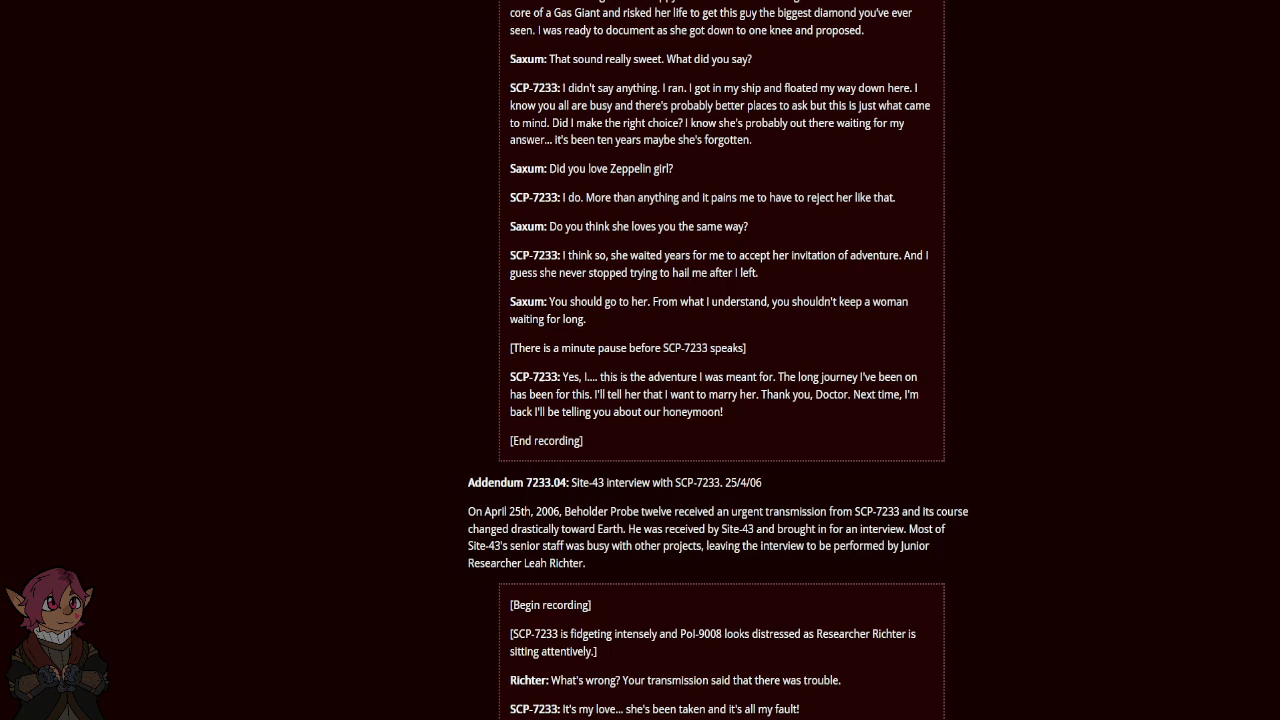 core of a Gas Giant and risked her life to get this guy the biggest diamond you've ever
seen. I was ready to document as she got down to one knee and proposed.
Saxum: That sound really sweet. What did you say?
SCP-7233: I didn't say anything. I ran. I got in my ship and floated my way down here. I
know you all are busy and there's probably better places to ask but this is just what came
to mind. Did I make the right choice? I know she's probably out there waiting for my
answer... it's been ten years maybe she's forgotten.
Saxum: Did you love Zeppelin girl?
SCP-7233: I do. More than anything and it pains me to have to reject her like that.
Saxum: Do you think she loves you the same way?
SCP-7233: I think so, she waited years for me to accept her invitation of adventure. And I
guess she never stopped trying to hail me after I left.
Saxum: You should go to her. From what I understand, you shouldn't keep a woman
waiting for long.
[There is a minute pause before SCP-7233 speaks]
SCP-7233: Yes, I.... this is the adventure I was meant for. The long journey I've been on
has been for this. I'll tell her that I want to marry her. Thank you, Doctor. Next time, I'm
back I'll be telling you about our honeymoon!
[End recording]
Addendum 7233.04: Site-43 interview with SCP-7233. 25/4/06
On April 25th, 2006, Beholder Probe twelve received an urgent transmission from SCP-7233 and its course
changed drastically toward Earth. He was received by Site-43 and brought in for an interview. Most of
Site-43's senior staff was busy with other projects, leaving the interview to be performed by Junior
Researcher Leah Richter.
[Begin recording]
[SCP-7233 is fidgeting intensely and PoI-9008 looks distressed as Researcher Richter is
sitting attentively.]
Richter: What's wrong? Your transmission said that there was trouble.
SCP-7233: It's my love... she's been taken and it's all my fault!